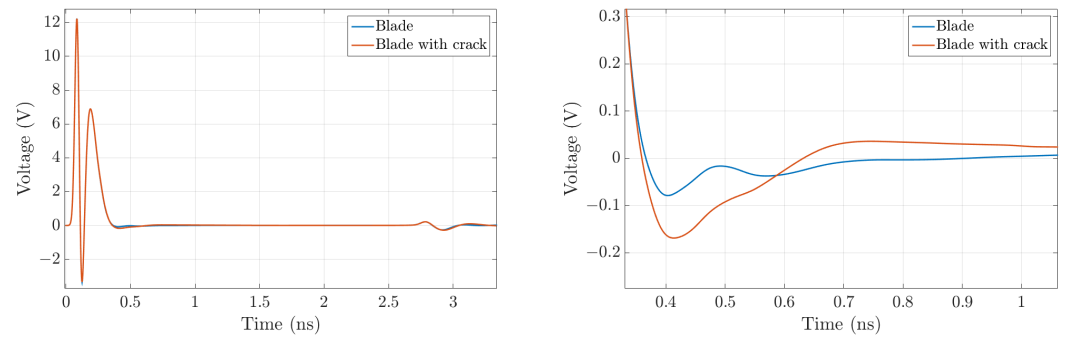 12
10
8
6
4
2
0
−2
Voltage (V)
0 0.5 1 1.5 2 2.5 3
Time (ns)
Blade
Blade with crack
0.3
0.2
0.1
0
−0.1
−0.2
Voltage (V)
0.4 0.5 0.6 0.7 0.8 0.9 1
Time (ns)
Blade
Blade with crack